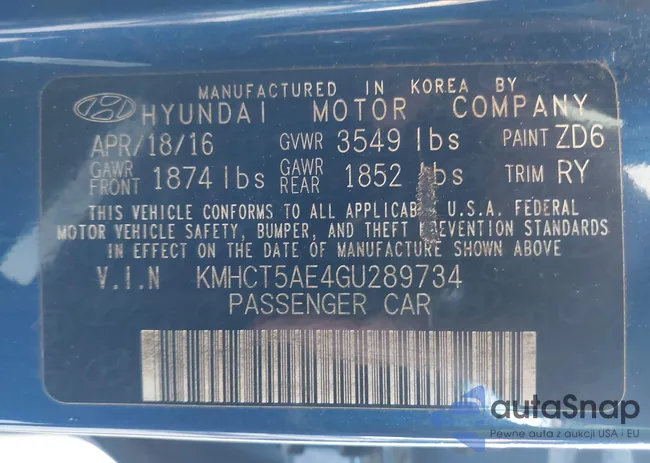 MANUFACTURED IN KOREA BY
HYUNDAI MOTOR COMPANY
APR/18/16 GVWR 3549 lbs PAINT ZD6
GAWR FRONT 1874 lbs GAWR REAR 1852 lbs TRIM RY
THIS VEHICLE CONFORMS TO ALL APPLICAB U.S.A. FEDERAL
MOTOR VEHICLE SAFETY, BUMPER, AND THEFT EVENTION STANDARDS
IN EFFECT ON THE DATE OF MANUFACTURE SHOWN ABOVE
V.I.N KMHCT5AE4GU289734
PASSENGER CAR
autoSnap
Pewne auta z aukcji USA i EU